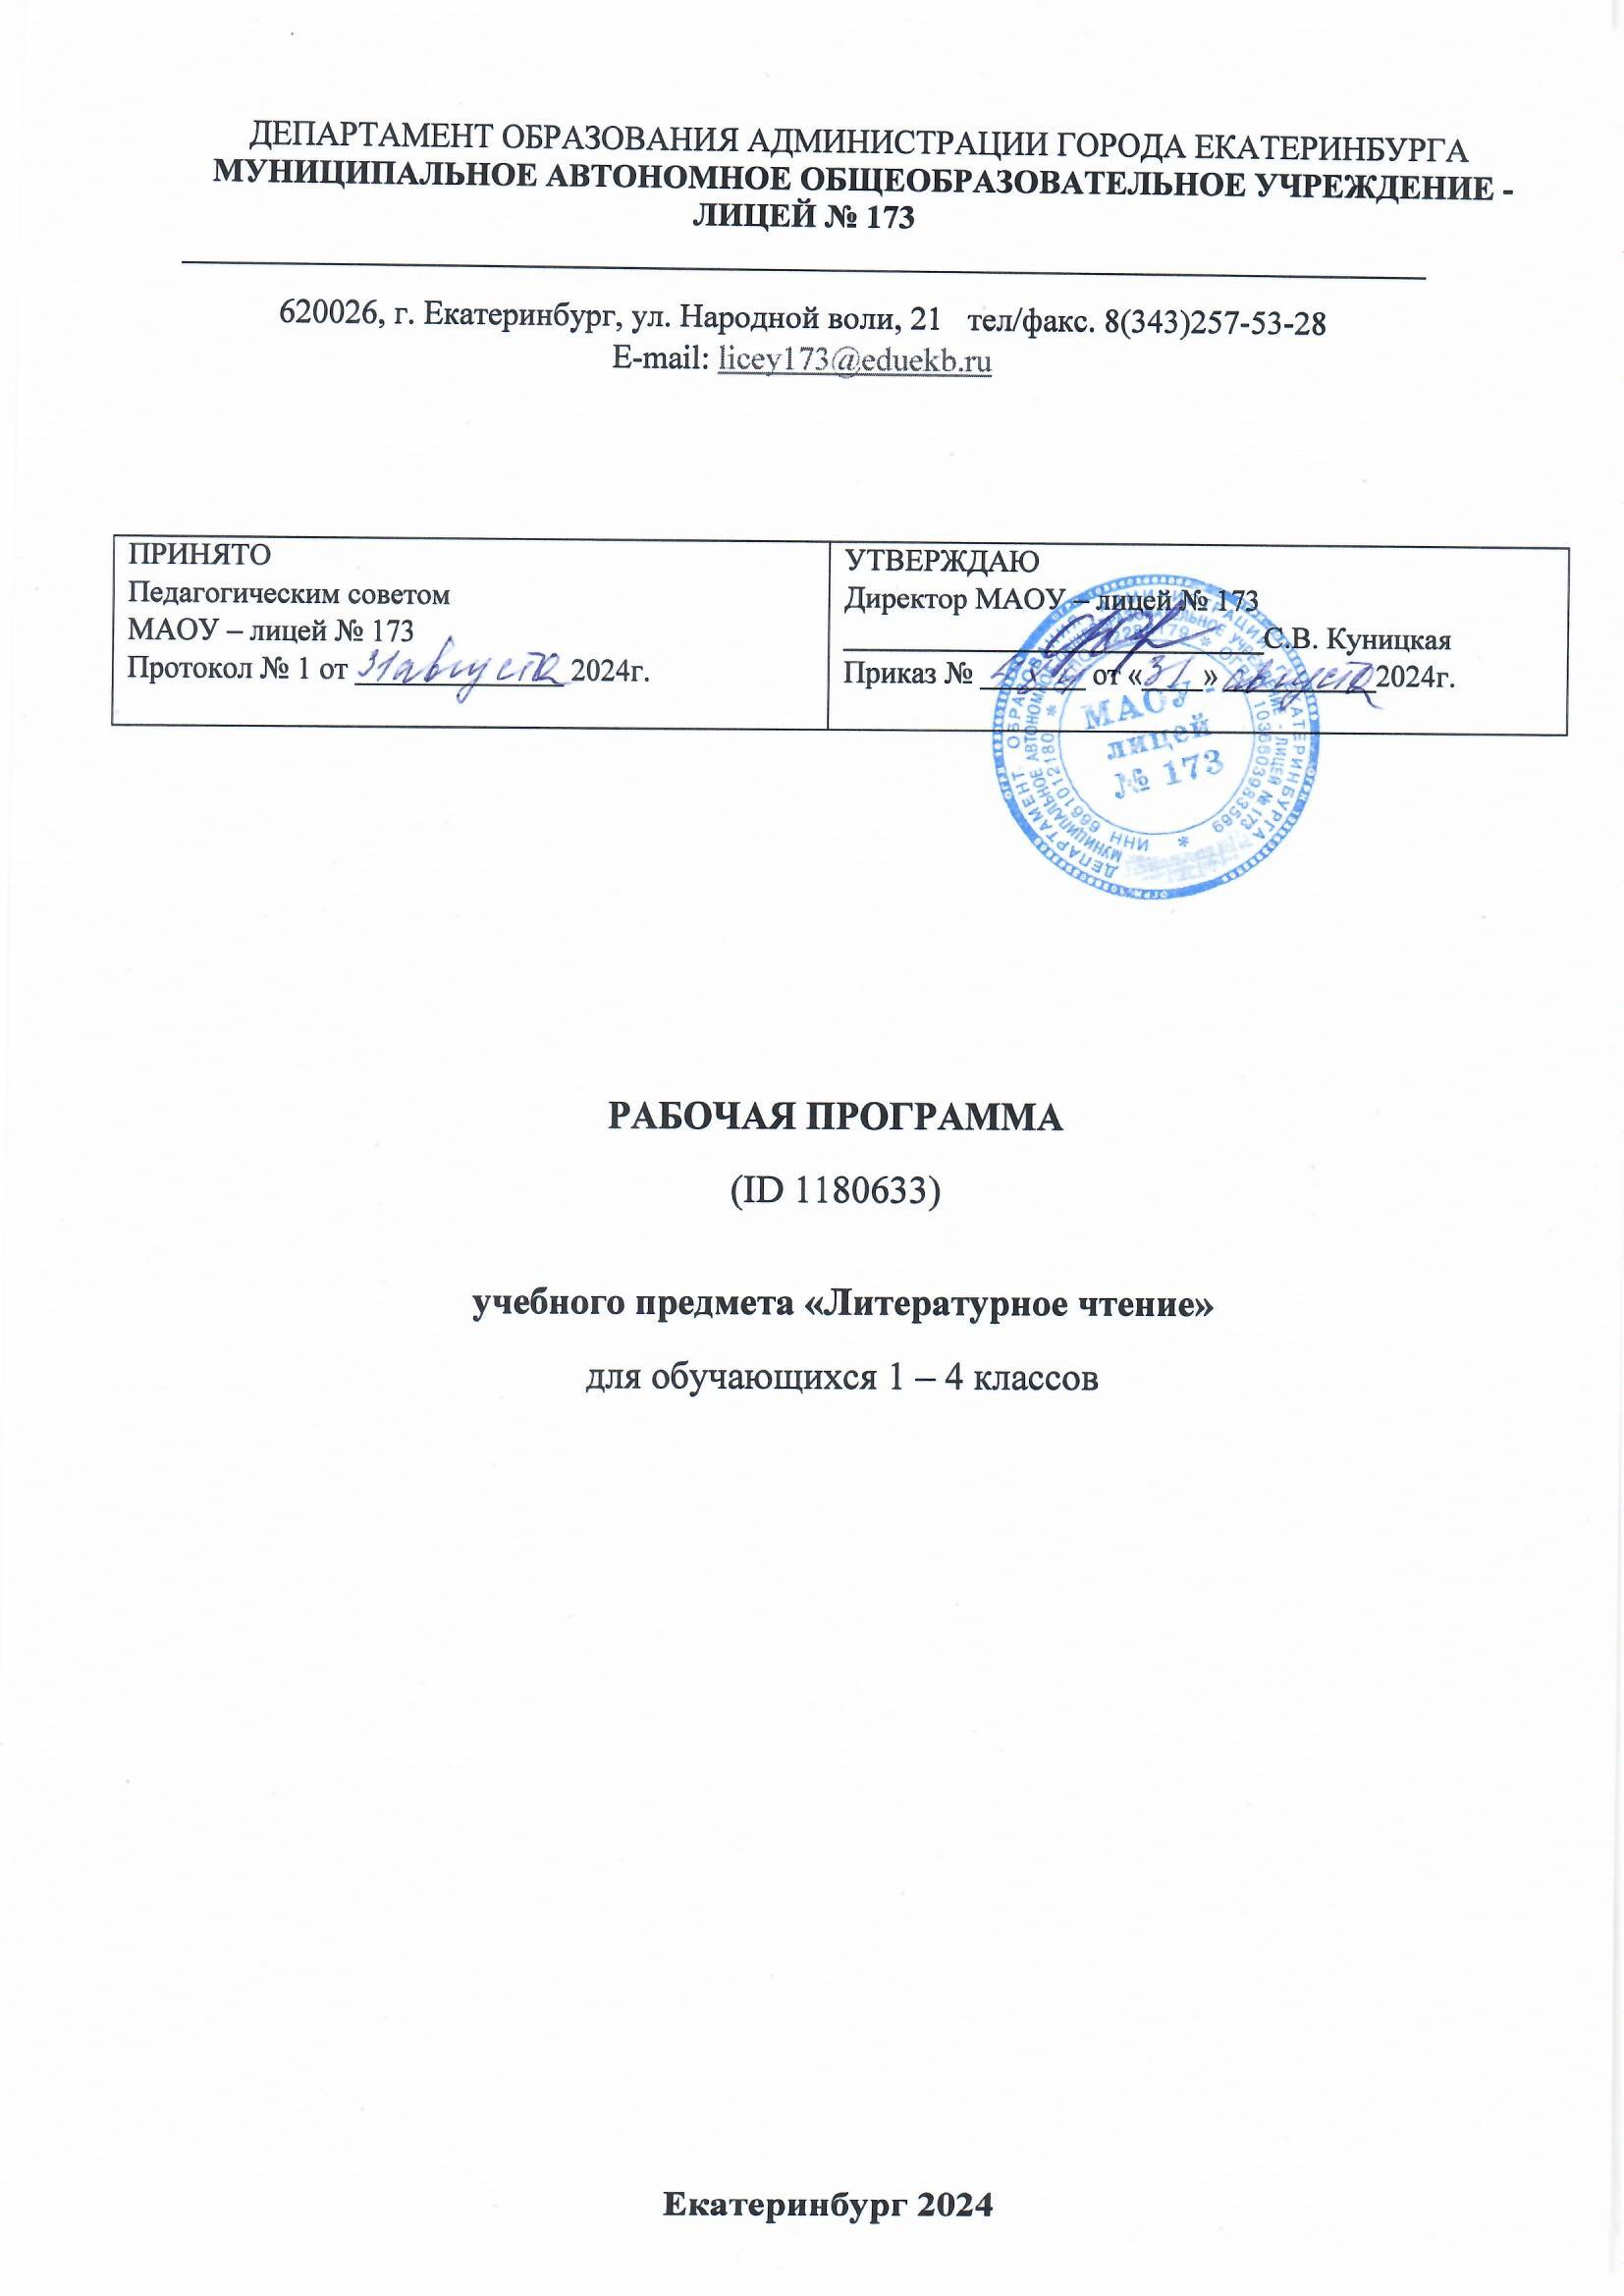 ДЕПАРТАМЕНТ ОБРАЗОВАНИЯ АДМИНИСТРАЦИИ ГОРОДА ЕКАТЕРИНБУРГА
МУНИЦИПАЛЬНОЕ АВТОНОМНОЕ ОБЩЕОБРАЗОВАТЕЛЬНОЕ УЧРЕЖДЕНИЕ -
ЛИЦЕЙ № 173
620026, г. Екатеринбург, ул. Народной воли, 21 тел/факс. 8(343)257-53-28
E-mail: licey173@eduekb.ru
ПРИНЯТО
Педагогическим советом
МАОУ – лицей № 173
Протокол № 1 от 31 августа 2024г.
УТВЕРЖДАЮ
Директор МАОУ – лицей № 173
С.В. Куницкая
Приказ № от «31» августа 2024г.
МАОУ -
лицей
№ 173
РАБОЧАЯ ПРОГРАММА
(ID 1180633)
учебного предмета «Литературное чтение»
для обучающихся 1 – 4 классов
Екатеринбург 2024